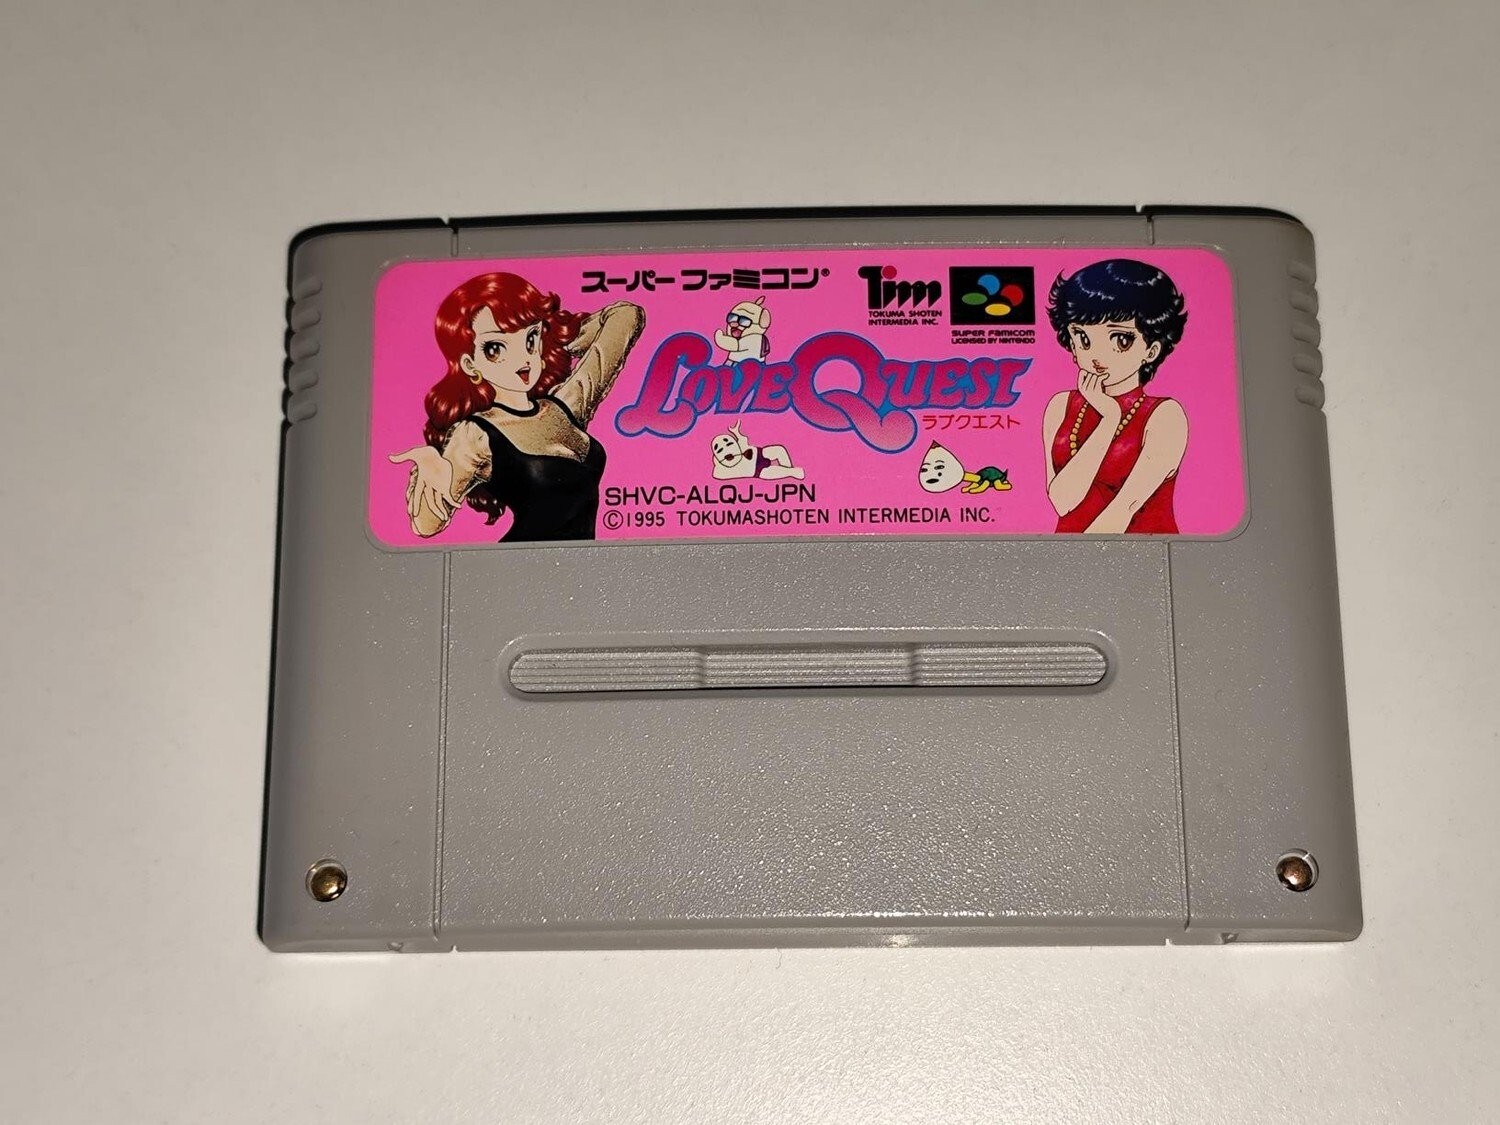 スーパーファミコン®
Tim
TOKUMA SHOTEN
INTERMEDIA INC.
SUPER FAMICOM
LICENSED BY NINTENDO
LOVE QUEST
ラブクエスト
SHVC-ALQJ-JPN
©1995 TOKUMASHOTEN INTERMEDIA INC.